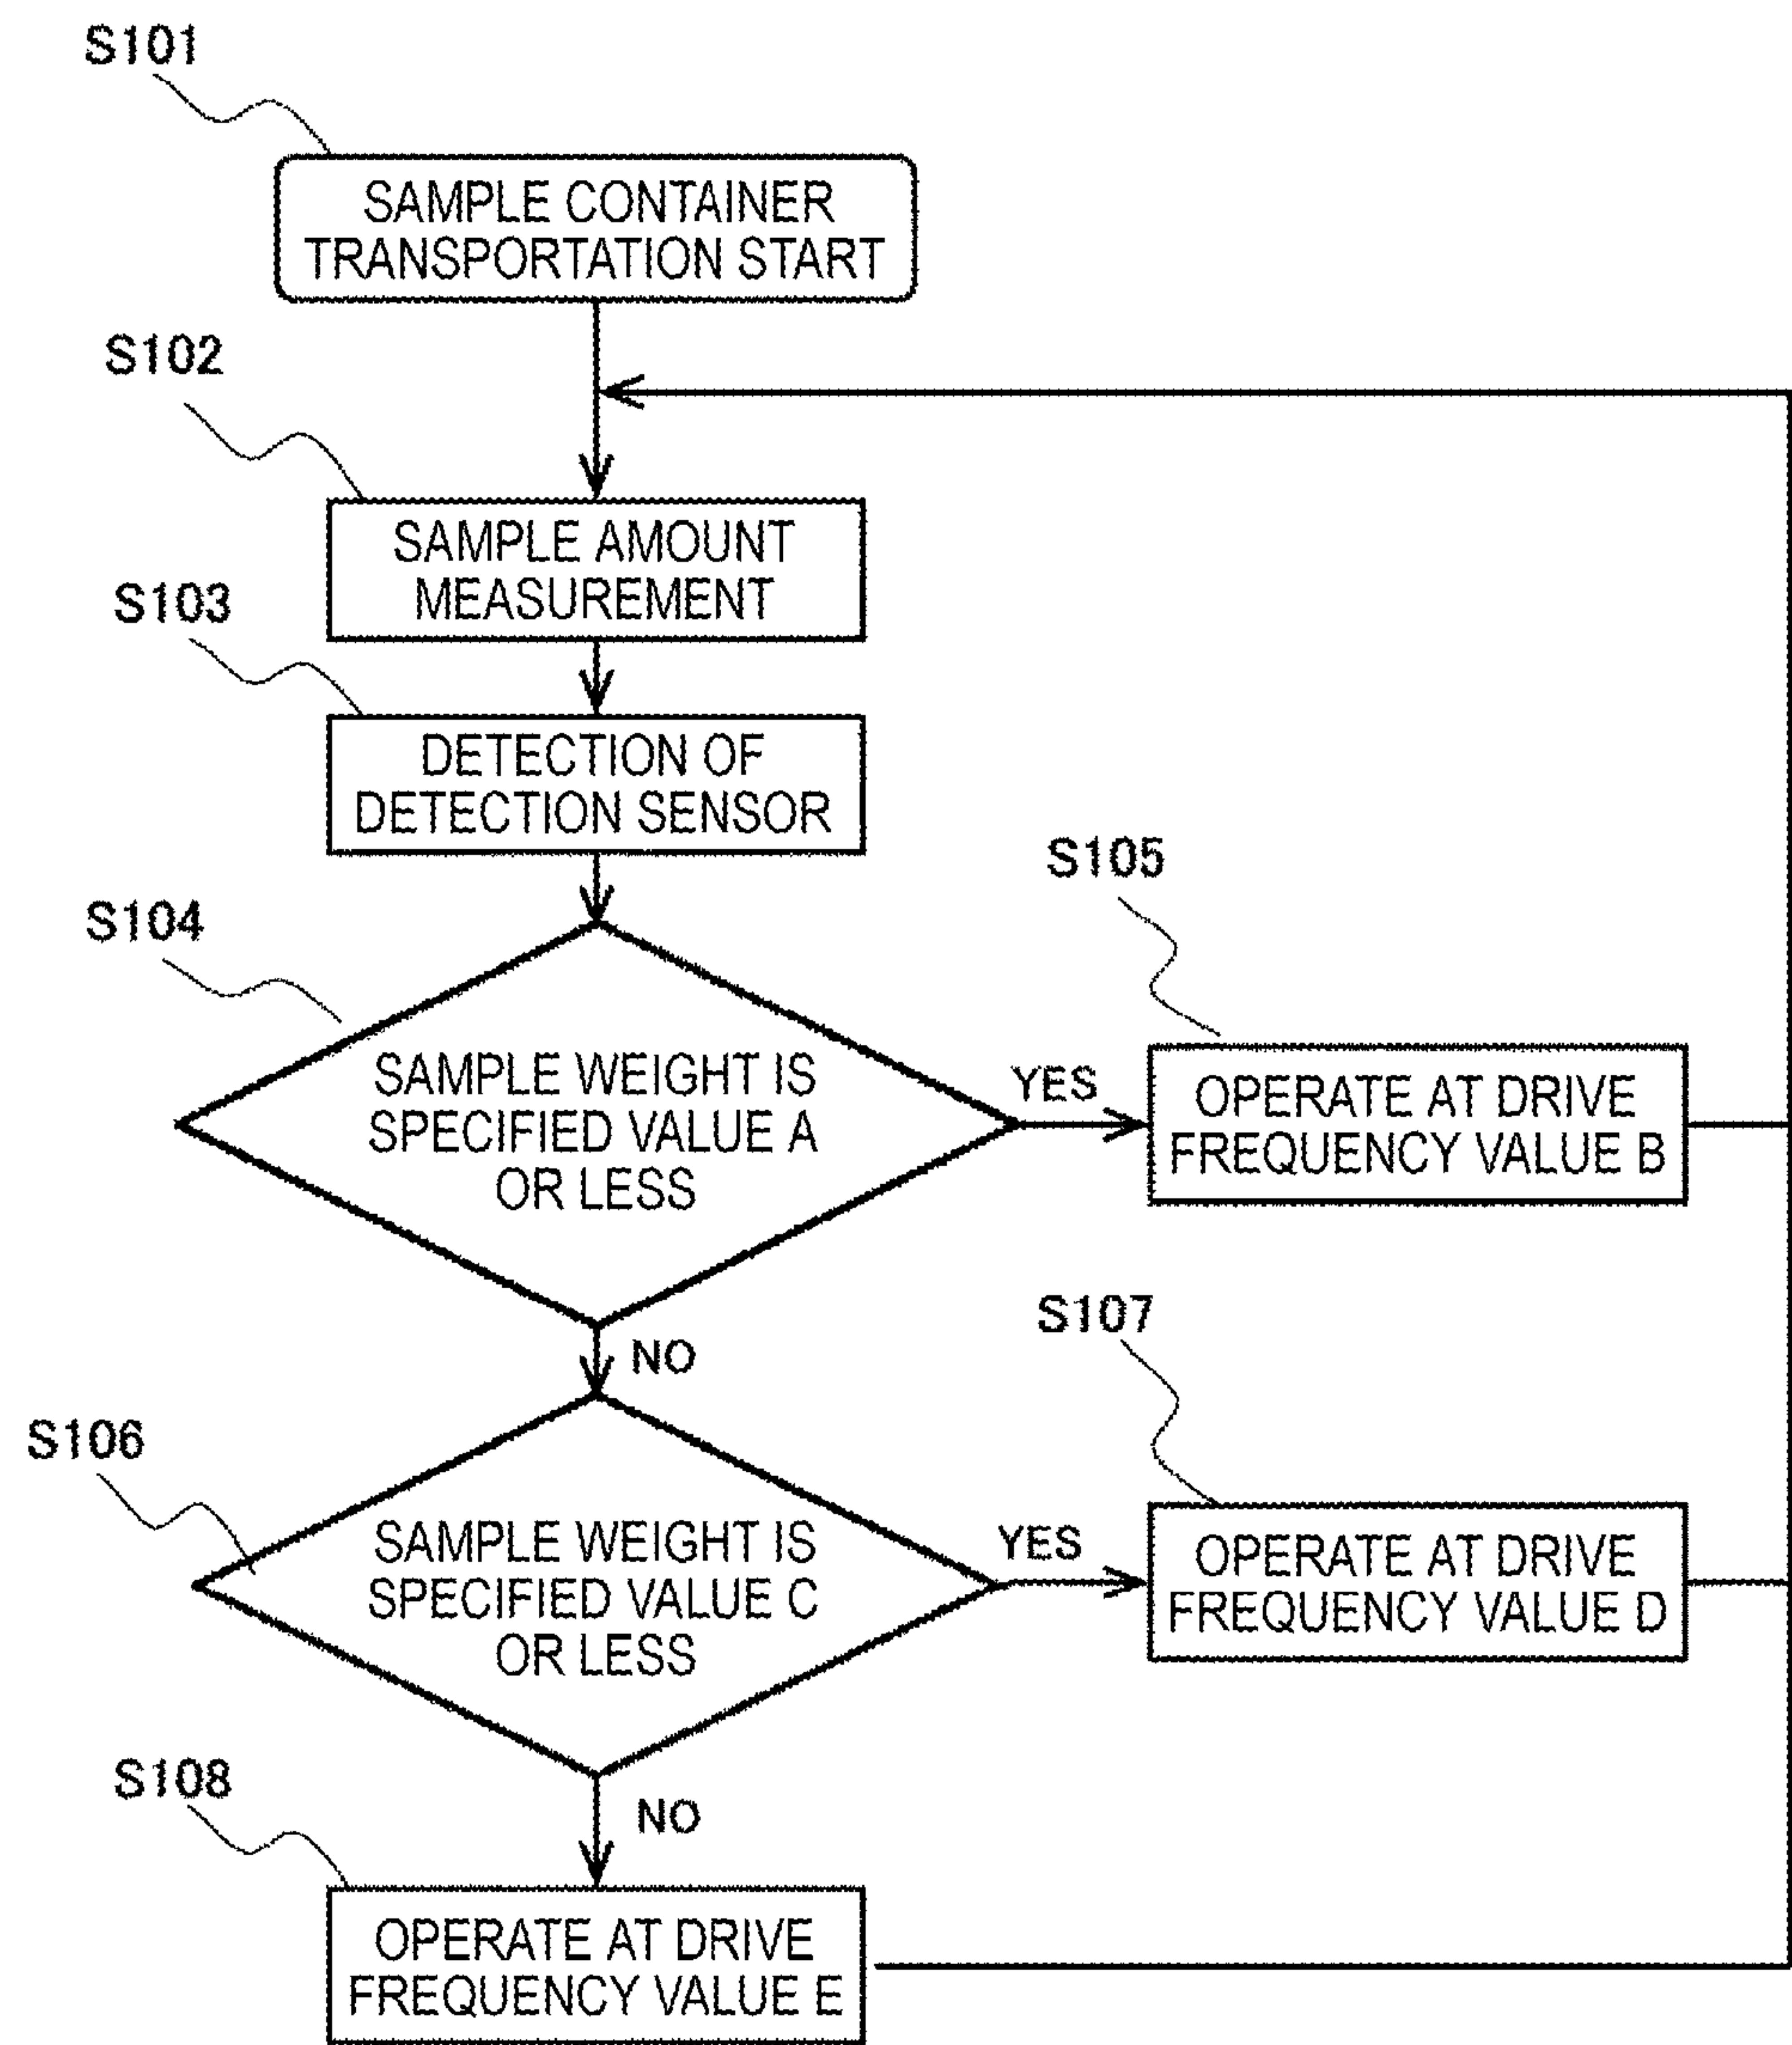 S101
SAMPLE CONTAINER
TRANSPORTATION START
S102
SAMPLE AMOUNT
MEASUREMENT
S103
DETECTION OF
DETECTION SENSOR
S104
SAMPLE WEIGHT IS
SPECIFIED VALUE A
OR LESS
YES
S105
OPERATE AT DRIVE
FREQUENCY VALUE B
NO
S106
SAMPLE WEIGHT IS
SPECIFIED VALUE C
OR LESS
YES
S107
OPERATE AT DRIVE
FREQUENCY VALUE D
NO
S108
OPERATE AT DRIVE
FREQUENCY VALUE E